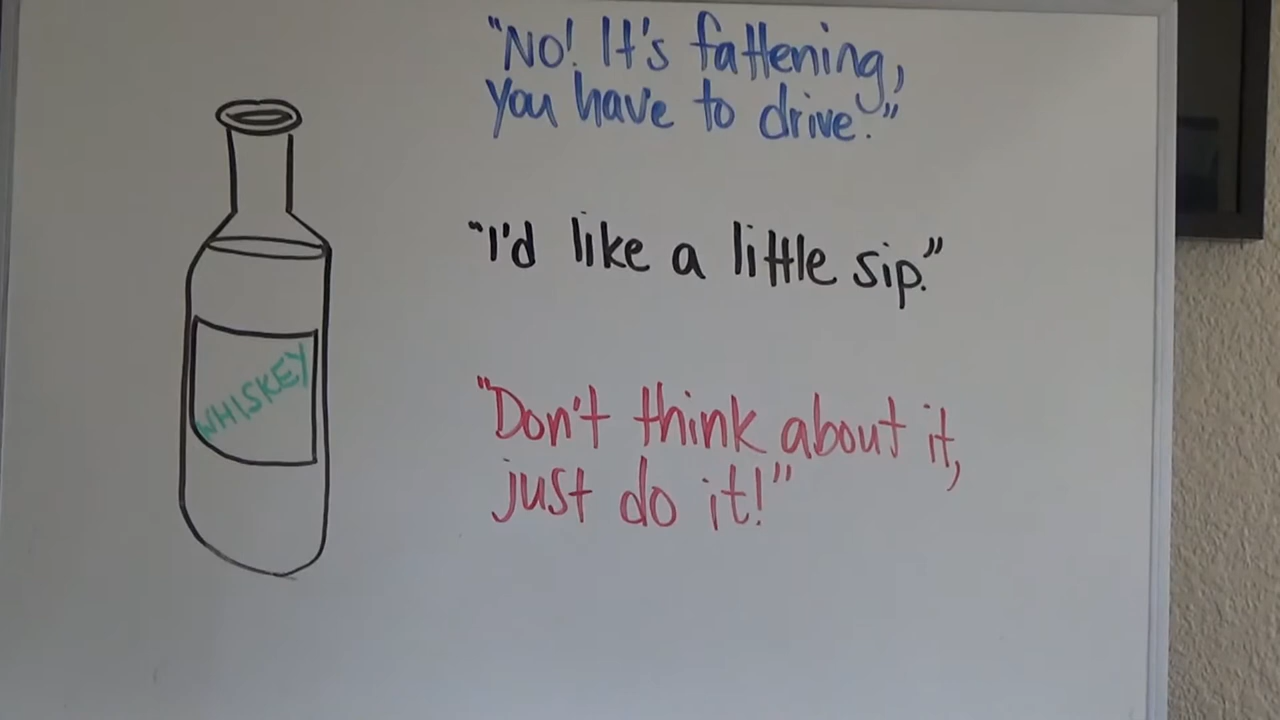 "No! It's fattening,
you have to drive."
"I'd like a little sip."
WHISKEY
"Don't think about it,
just do it!"